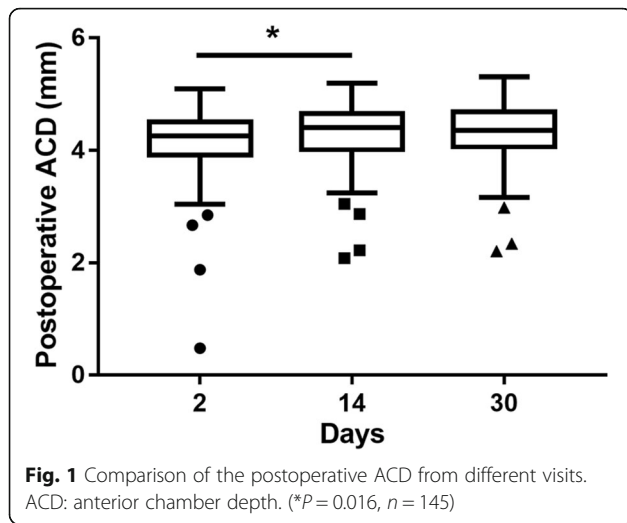 *
6
4
2
0
Postoperative ACD (mm)
2 14 30
Days
Fig. 1 Comparison of the postoperative ACD from different visits.
ACD: anterior chamber depth. (*P = 0.016, n = 145)